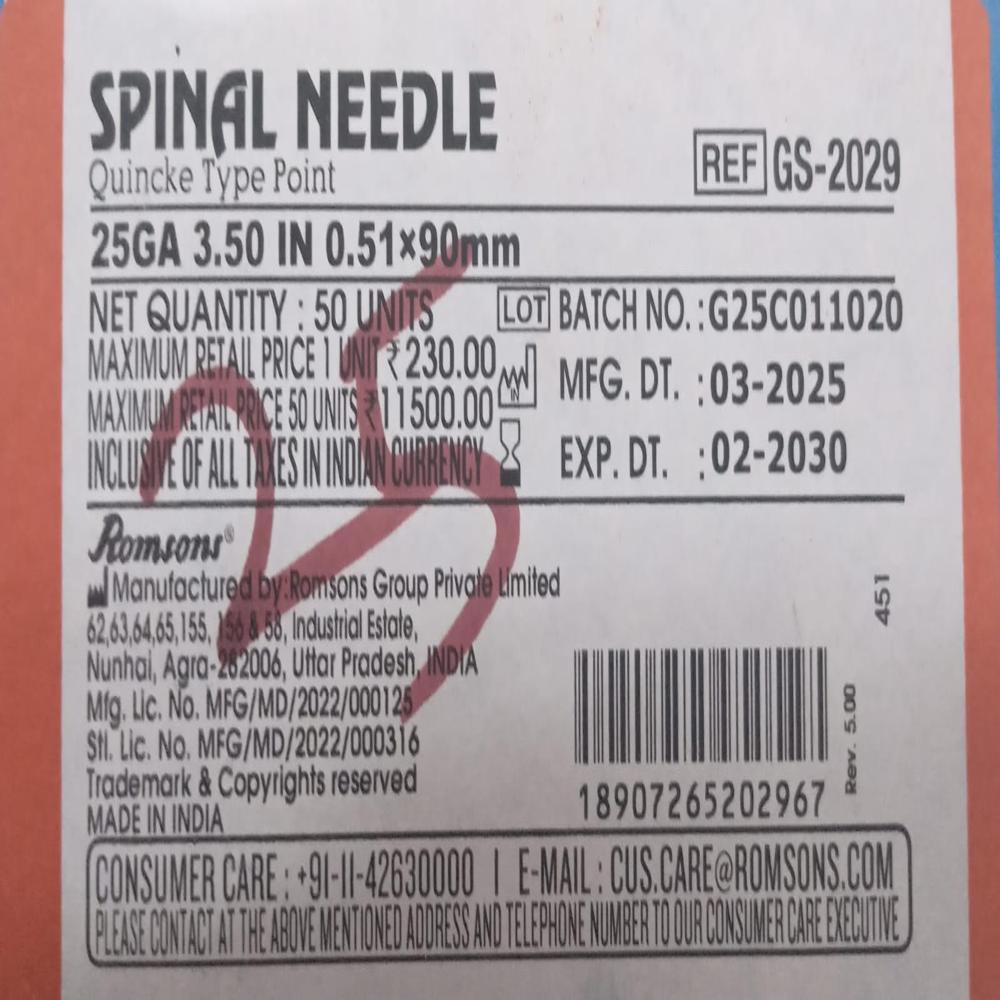 SPINAL NEEDLE
Quincke Type Point
REF GS-2029
25GA 3.50 IN 0.51×90mm
NET QUANTITY : 50 UNITS
MAXIMUM RETAIL PRICE 1 UNIT ₹ 230.00
MAXIMUM RETAIL PRICE 50 UNITS ₹ 11500.00
INCLUSIVE OF ALL TAXES IN INDIAN CURRENCY
LOT BATCH NO. : G25C011020
IN MFG. DT. : 03-2025
EXP. DT. : 02-2030
25
Romsons®
Manufactured by: Romsons Group Private Limited
62,63,64,65,155, 156 & 58, Industrial Estate,
Nunhai, Agra-282006, Uttar Pradesh, INDIA
Mfg. Lic. No. MFG/MD/2022/000125
Stl. Lic. No. MFG/MD/2022/000316
Trademark & Copyrights reserved
MADE IN INDIA
451
Rev. 5.00
18907265202967
CONSUMER CARE : +91-11-42630000 | E-MAIL : CUS.CARE@ROMSONS.COM
PLEASE CONTACT AT THE ABOVE MENTIONED ADDRESS AND TELEPHONE NUMBER TO OUR CONSUMER CARE EXECUTIVE